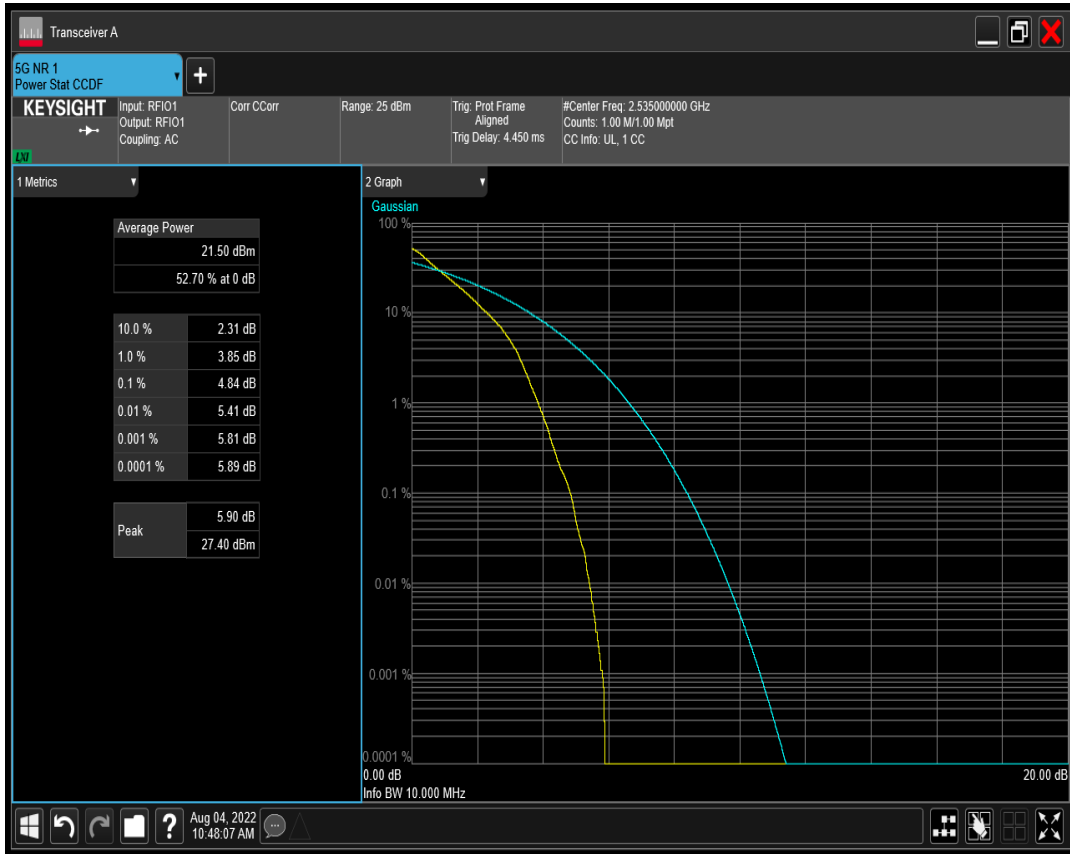 Transceiver A
5G NR 1
Power Stat CCDF
+
KEYSIGHT
LXI
Input: RFIO1
Output: RFIO1
Coupling: AC
Corr CCorr
Range: 25 dBm
Trig: Prot Frame
Aligned
Trig Delay: 4.450 ms
#Center Freq: 2.535000000 GHz
Counts: 1.00 M/1.00 Mpt
CC Info: UL, 1 CC
1 Metrics
Average Power
21.50 dBm
52.70 % at 0 dB
10.0 % 2.31 dB
1.0 % 3.85 dB
0.1 % 4.84 dB
0.01 % 5.41 dB
0.001 % 5.81 dB
0.0001 % 5.89 dB
Peak 5.90 dB
27.40 dBm
2 Graph
Gaussian
100 %
10 %
1 %
0.1 %
0.01 %
0.001 %
0.0001 %
0.00 dB 20.00 dB
Info BW 10.000 MHz
?
Aug 04, 2022
10:48:07 AM